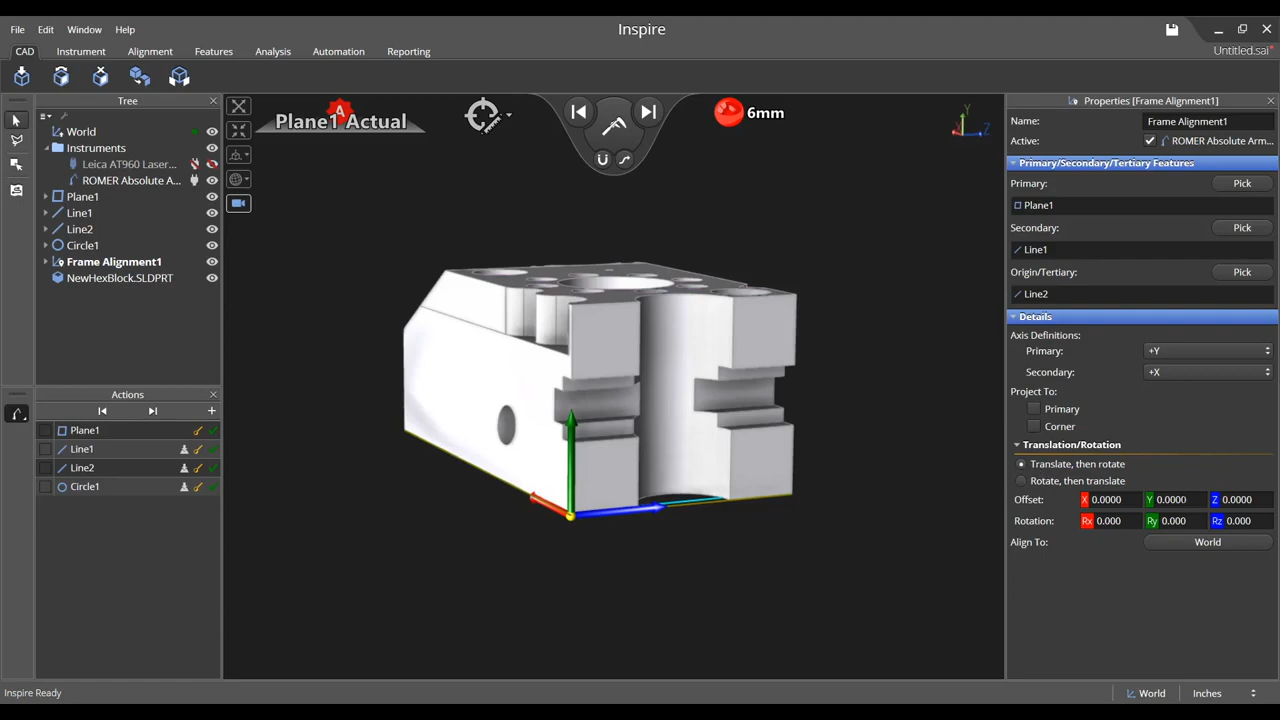 Inspire
File Edit Window Help
Untitled.sai*
CAD Instrument Alignment Features Analysis Automation Reporting
Tree
World
Instruments
Leica AT960 Laser...
ROMER Absolute A...
Plane1
Line1
Line2
Circle1
Frame Alignment1
NewHexBlock.SLDPRT
Actions
Plane1
Line1
Line2
Circle1
A
Plane1 Actual
6mm
Y
X Z
Properties [Frame Alignment1]
Name: Frame Alignment1
Active: ROMER Absolute Arm...
Primary/Secondary/Tertiary Features
Primary: Pick
Plane1
Secondary: Pick
Line1
Origin/Tertiary: Pick
Line2
Details
Axis Definitions:
Primary: +Y
Secondary: +X
Project To:
Primary
Corner
Translation/Rotation
Translate, then rotate
Rotate, then translate
Offset: X 0.0000 Y 0.0000 Z 0.0000
Rotation: Rx 0.000 Ry 0.000 Rz 0.000
Align To: World
Inspire Ready
World Inches